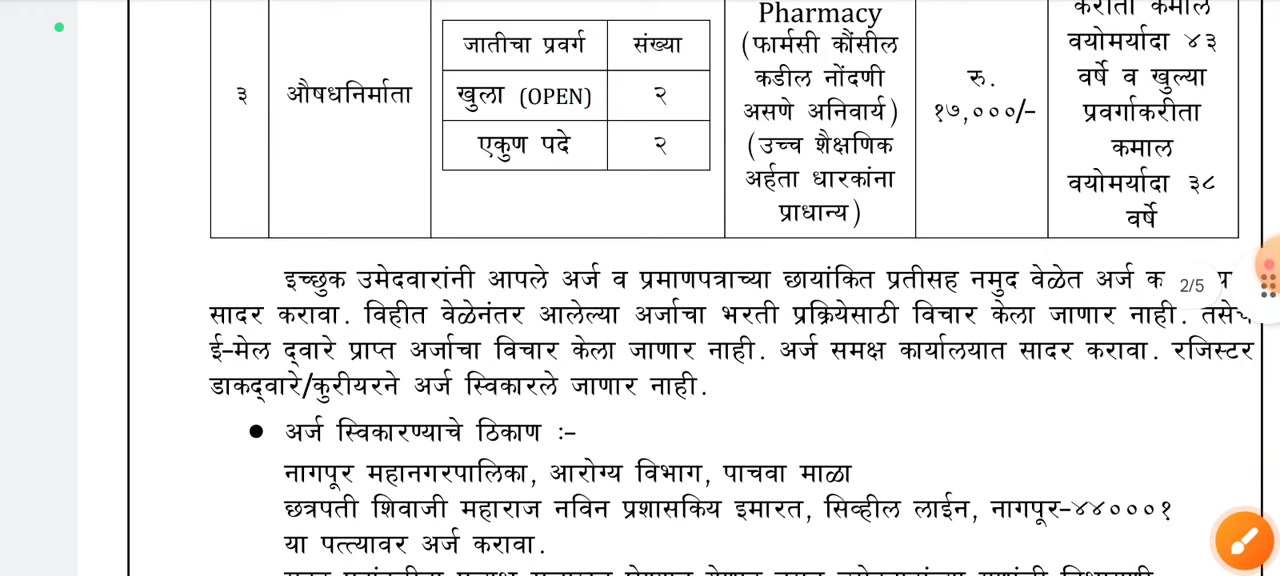 Pharmacy
करीता कमाल
जातीचा प्रवर्ग संख्या
(फार्मसी कौंसील
वयोमर्यादा ४३
३ औषधनिर्माता
खुला (OPEN) २
कडील नोंदणी
असणे अनिवार्य)
रु.
१७,०००/-
वर्षे व खुल्या
प्रवर्गाकरीता
एकुण पदे २
(उच्च शैक्षणिक
अर्हता धारकांना
प्राधान्य)
कमाल
वयोमर्यादा ३८
वर्षे
इच्छुक उमेदवारांनी आपले अर्ज व प्रमाणपत्राच्या छायांकित प्रतीसह नमुद वेळेत अर्ज
2/5
सादर करावा. विहीत वेळेनंतर आलेल्या अर्जाचा भरती प्रक्रियेसाठी विचार केला जाणार नाही. तसेच
ई-मेल द्वारे प्राप्त अर्जाचा विचार केला जाणार नाही. अर्ज समक्ष कार्यालयात सादर करावा. रजिस्टर
डाकद्वारे/कुरीयरने अर्ज स्विकारले जाणार नाही.
● अर्ज स्विकारण्याचे ठिकाण :-
नागपूर महानगरपालिका, आरोग्य विभाग, पाचवा माळा
छत्रपती शिवाजी महाराज नविन प्रशासकिय इमारत, सिव्हील लाईन, नागपूर-४४०००१
या पत्त्यावर अर्ज करावा.